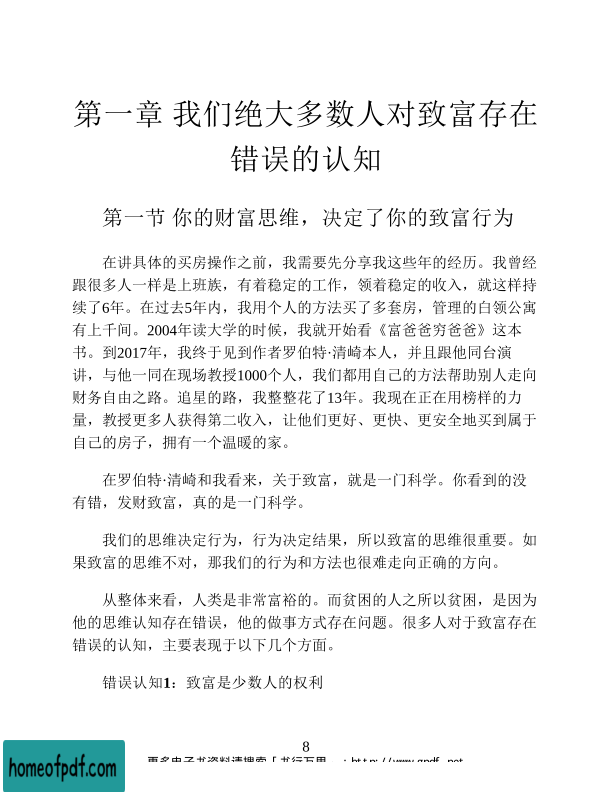 第一章 我们绝大多数人对致富存在
错误的认知
第一节 你的财富思维，决定了你的致富行为
在讲具体的买房操作之前，我需要先分享我这些年的经历。我曾经
跟很多人一样是上班族，有着稳定的工作，领着稳定的收入，就这样持
续了6年。在过去5年内，我用个人的方法买了多套房，管理的白领公寓
有上千间。2004年读大学的时候，我就开始看《富爸爸穷爸爸》这本
书。到2017年，我终于见到作者罗伯特·清崎本人，并且跟他同台演
讲，与他一同在现场教授1000个人，我们都用自己的方法帮助别人走向
财务自由之路。追星的路，我整整花了13年。我现在正在用榜样的力
量，教授更多人获得第二收入，让他们更好、更快、更安全地买到属于
自己的房子，拥有一个温暖的家。
在罗伯特·清崎和我看来，关于致富，就是一门科学。你看到的没
有错，发财致富，真的是一门科学。
我们的思维决定行为，行为决定结果，所以致富的思维很重要。如
果致富的思维不对，那我们的行为和方法也很难走向正确的方向。
从整体来看，人类是非常富裕的。而贫困的人之所以贫困，是因为
他的思维认知存在错误，他的做事方式存在问题。很多人对于致富存在
错误的认知，主要表现于以下几个方面。
错误认知1：致富是少数人的权利
8
homeofpdf.com